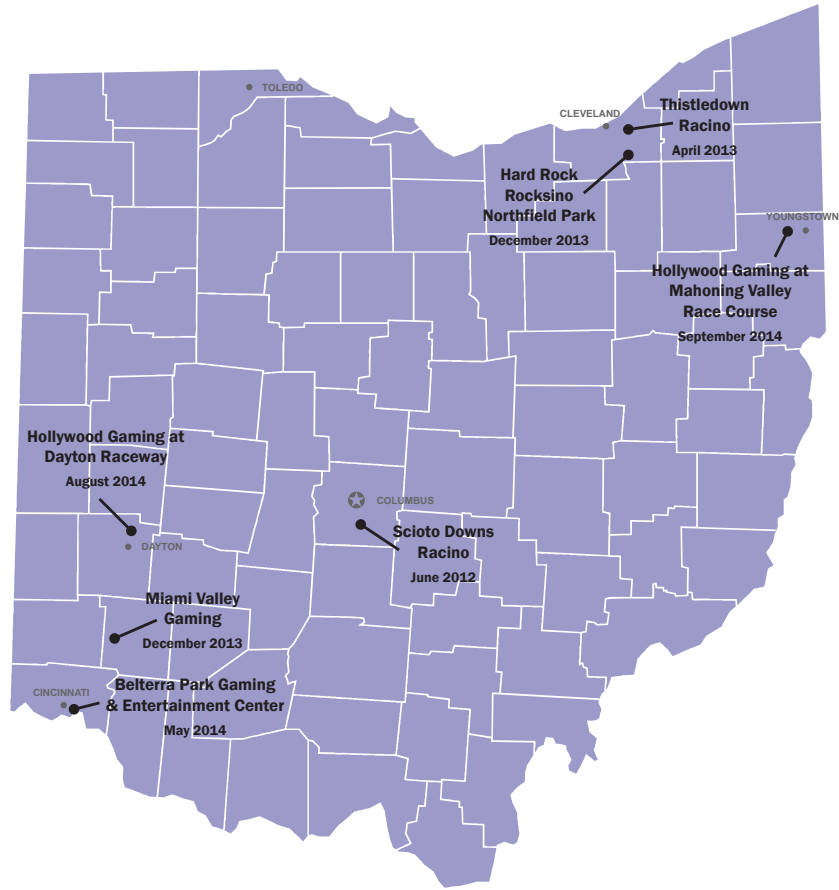 TOLEDO
CLEVELAND
Thistledown
Racino
April 2013
Hard Rock
Rocksino
Northfield Park
December 2013
YOUNGSTOWN
Hollywood Gaming at
Mahoning Valley
Race Course
September 2014
Hollywood Gaming at
Dayton Raceway
August 2014
DAYTON
COLUMBUS
Scioto Downs
Racino
June 2012
Miami Valley
Gaming
December 2013
CINCINNATI
Belterra Park Gaming
& Entertainment Center
May 2014